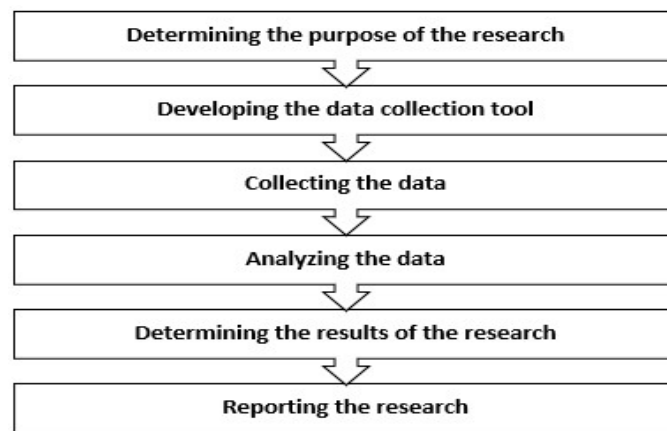 Determining the purpose of the research
Developing the data collection tool
Collecting the data
Analyzing the data
Determining the results of the research
Reporting the research